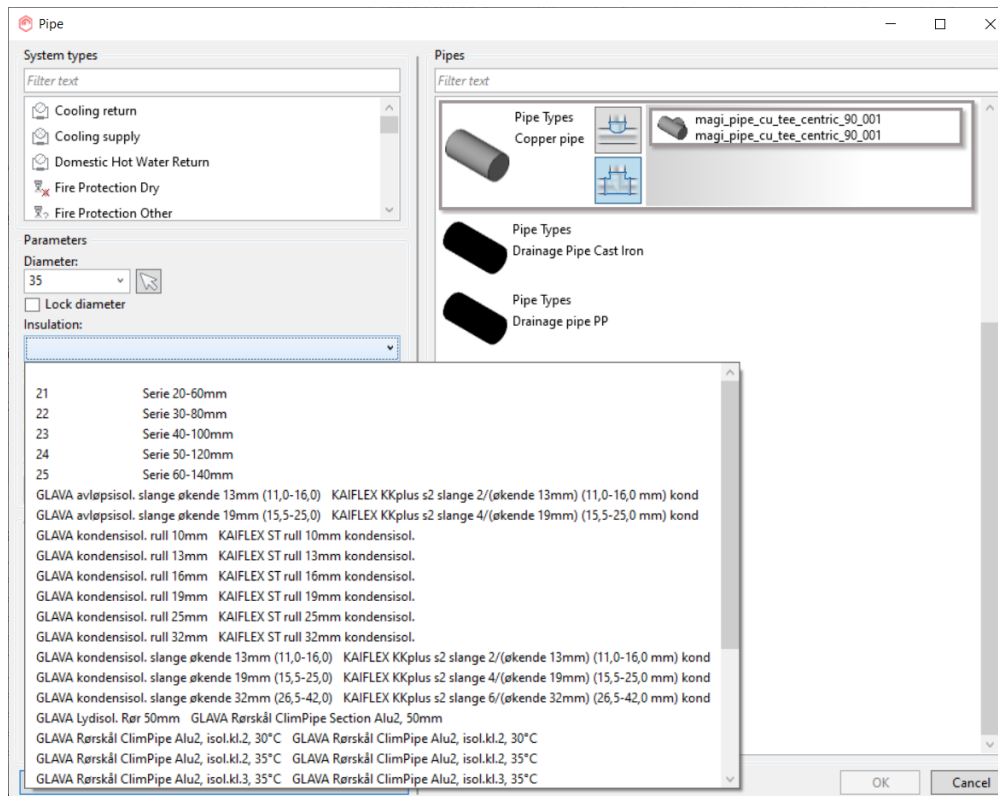 Pipe
System types
Filter text
Cooling return
Cooling supply
Domestic Hot Water Return
Fire Protection Dry
Fire Protection Other
Parameters
Diameter:
35
Lock diameter
Insulation:
21 Serie 20-60mm
22 Serie 30-80mm
23 Serie 40-100mm
24 Serie 50-120mm
25 Serie 60-140mm
GLAVA avløpsisol. slange økende 13mm (11,0-16,0) KAIFLEX KKplus s2 slange 2/(økende 13mm) (11,0-16,0 mm) kond
GLAVA avløpsisol. slange økende 19mm (15,5-25,0) KAIFLEX KKplus s2 slange 4/(økende 19mm) (15,5-25,0 mm) kond
GLAVA kondensisol. rull 10mm KAIFLEX ST rull 10mm kondensisol.
GLAVA kondensisol. rull 13mm KAIFLEX ST rull 13mm kondensisol.
GLAVA kondensisol. rull 16mm KAIFLEX ST rull 16mm kondensisol.
GLAVA kondensisol. rull 19mm KAIFLEX ST rull 19mm kondensisol.
GLAVA kondensisol. rull 25mm KAIFLEX ST rull 25mm kondensisol.
GLAVA kondensisol. rull 32mm KAIFLEX ST rull 32mm kondensisol.
GLAVA kondensisol. slange økende 13mm (11,0-16,0) KAIFLEX KKplus s2 slange 2/(økende 13mm) (11,0-16,0 mm) kond
GLAVA kondensisol. slange økende 19mm (15,5-25,0) KAIFLEX KKplus s2 slange 4/(økende 19mm) (15,5-25,0 mm) kond
GLAVA kondensisol. slange økende 32mm (26,5-42,0) KAIFLEX KKplus s2 slange 6/(økende 32mm) (26,5-42,0 mm) kond
GLAVA Lydisol. Rør 50mm GLAVA Rørskål ClimPipe Section Alu2, 50mm
GLAVA Rørskål ClimPipe Alu2, isol.kl.2, 30°C GLAVA Rørskål ClimPipe Alu2, isol.kl.2, 30°C
GLAVA Rørskål ClimPipe Alu2, isol.kl.2, 35°C GLAVA Rørskål ClimPipe Alu2, isol.kl.2, 35°C
GLAVA Rørskål ClimPipe Alu2, isol.kl.3, 35°C GLAVA Rørskål ClimPipe Alu2, isol.kl.3, 35°C
Pipes
Filter text
Pipe Types
Copper pipe
magi_pipe_cu_tee_centric_90_001
magi_pipe_cu_tee_centric_90_001
Pipe Types
Drainage Pipe Cast Iron
Pipe Types
Drainage pipe PP
OK
Cancel